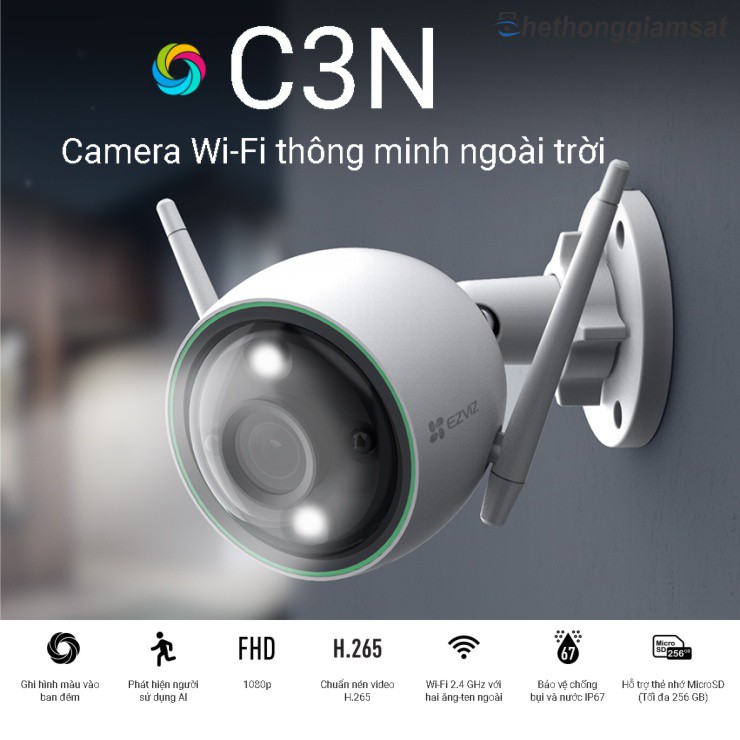 hethonggiamsat
C3N
Camera Wi-Fi thông minh ngoài trời
EZVIZ
FHD
H.265
67
Micro
SD 256GB
Ghi hình màu vào
ban đêm
Phát hiện người
sử dụng AI
1080p
Chuẩn nén video
H.265
Wi-Fi 2.4 GHz với
hai ăng-ten ngoài
Bảo vệ chống
bụi và nước IP67
Hỗ trợ thẻ nhớ MicroSD
(Tối đa 256 GB)